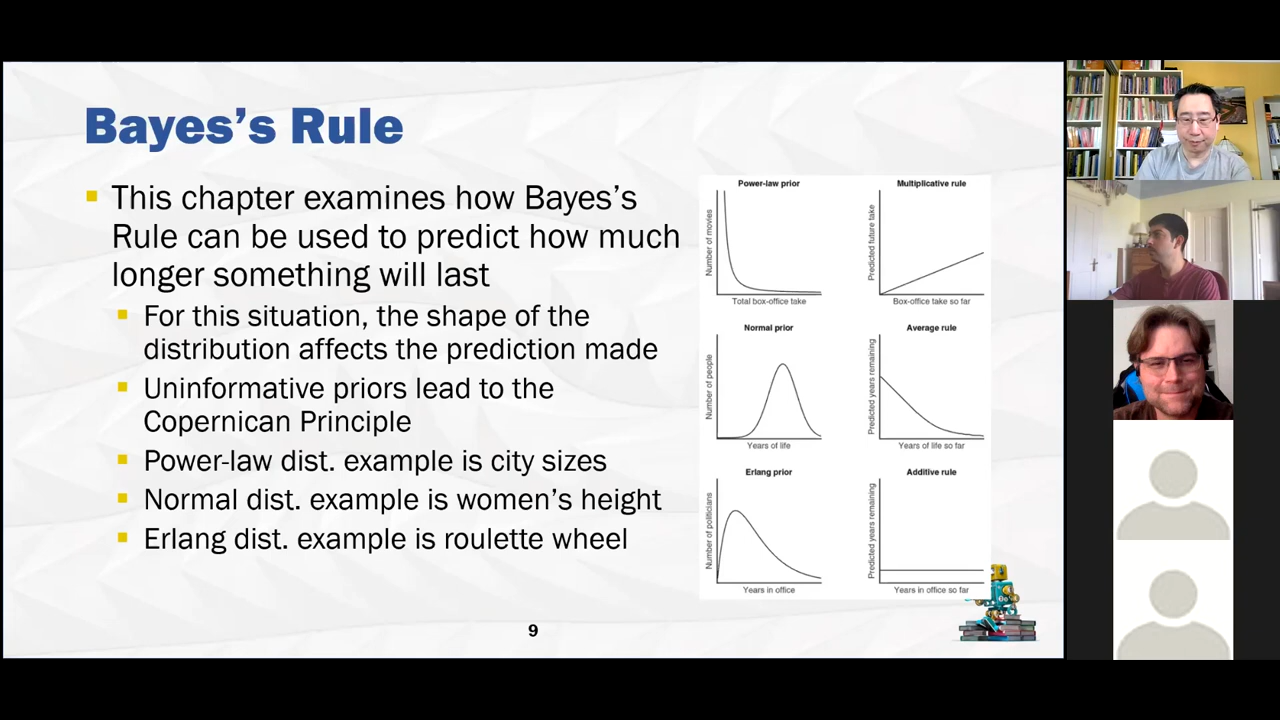 Bayes's Rule
This chapter examines how Bayes's
Rule can be used to predict how much
longer something will last
For this situation, the shape of the
distribution affects the prediction made
Uninformative priors lead to the
Copernican Principle
Power-law dist. example is city sizes
Normal dist. example is women's height
Erlang dist. example is roulette wheel
Power-law prior
Number of movies
Total box-office take
Multiplicative rule
Predicted future take
Box-office take so far
Normal prior
Number of people
Years of life
Average rule
Predicted years remaining
Years of life so far
Erlang prior
Number of politicians
Years in office
Additive rule
Predicted years remaining
Years in office so far
9